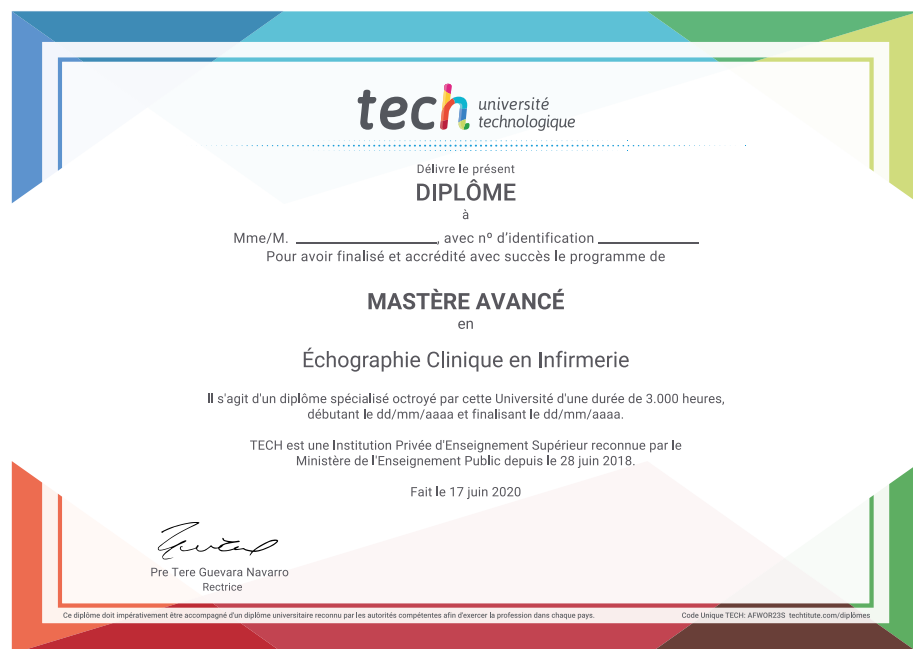 tech université
technologique
Délivre le présent
DIPLÔME
à
Mme/M. ____________________, avec nº d'identification ______________
Pour avoir finalisé et accrédité avec succès le programme de
MASTÈRE AVANCÉ
en
Échographie Clinique en Infirmerie
Il s'agit d'un diplôme spécialisé octroyé par cette Université d'une durée de 3.000 heures,
débutant le dd/mm/aaaa et finalisant le dd/mm/aaaa.
TECH est une Institution Privée d'Enseignement Supérieur reconnue par le
Ministère de l'Enseignement Public depuis le 28 juin 2018.
Fait le 17 juin 2020
Pre Tere Guevara Navarro
Rectrice
Ce diplôme doit impérativement être accompagné d'un diplôme universitaire reconnu par les autorités compétentes afin d'exercer la profession dans chaque pays.
Code Unique TECH: AFWOR23S techtitute.com/diplômes